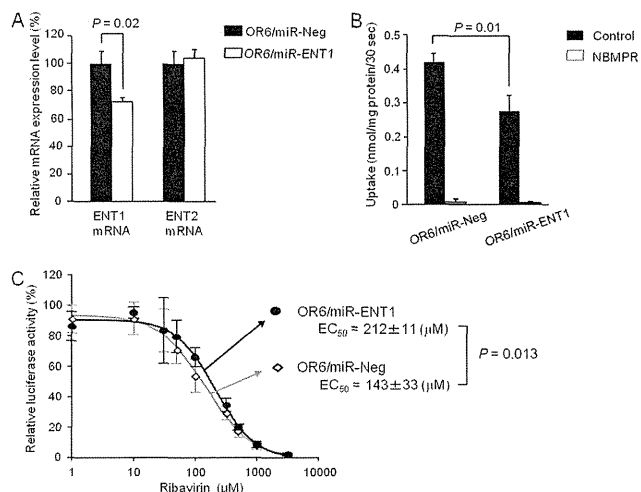 A
P = 0.02
OR6/miR-Neg
OR6/miR-ENT1
Relative mRNA expression level (%)
120
100
80
60
40
20
0
ENT1 mRNA
ENT2 mRNA
B
P = 0.01
Control
NBMPR
Uptake (nmol/mg protein/30 sec)
0.5
0.4
0.3
0.2
0.1
0
OR6/miR-Neg
OR6/miR-ENT1
C
Relative luciferase activity (%)
120
100
80
60
40
20
0
1
10
100
1000
10000
Ribavirin (μM)
OR6/miR-ENT1
EC50 = 212±11 (μM)
OR6/miR-Neg
EC50 = 143±33 (μM)
P = 0.013